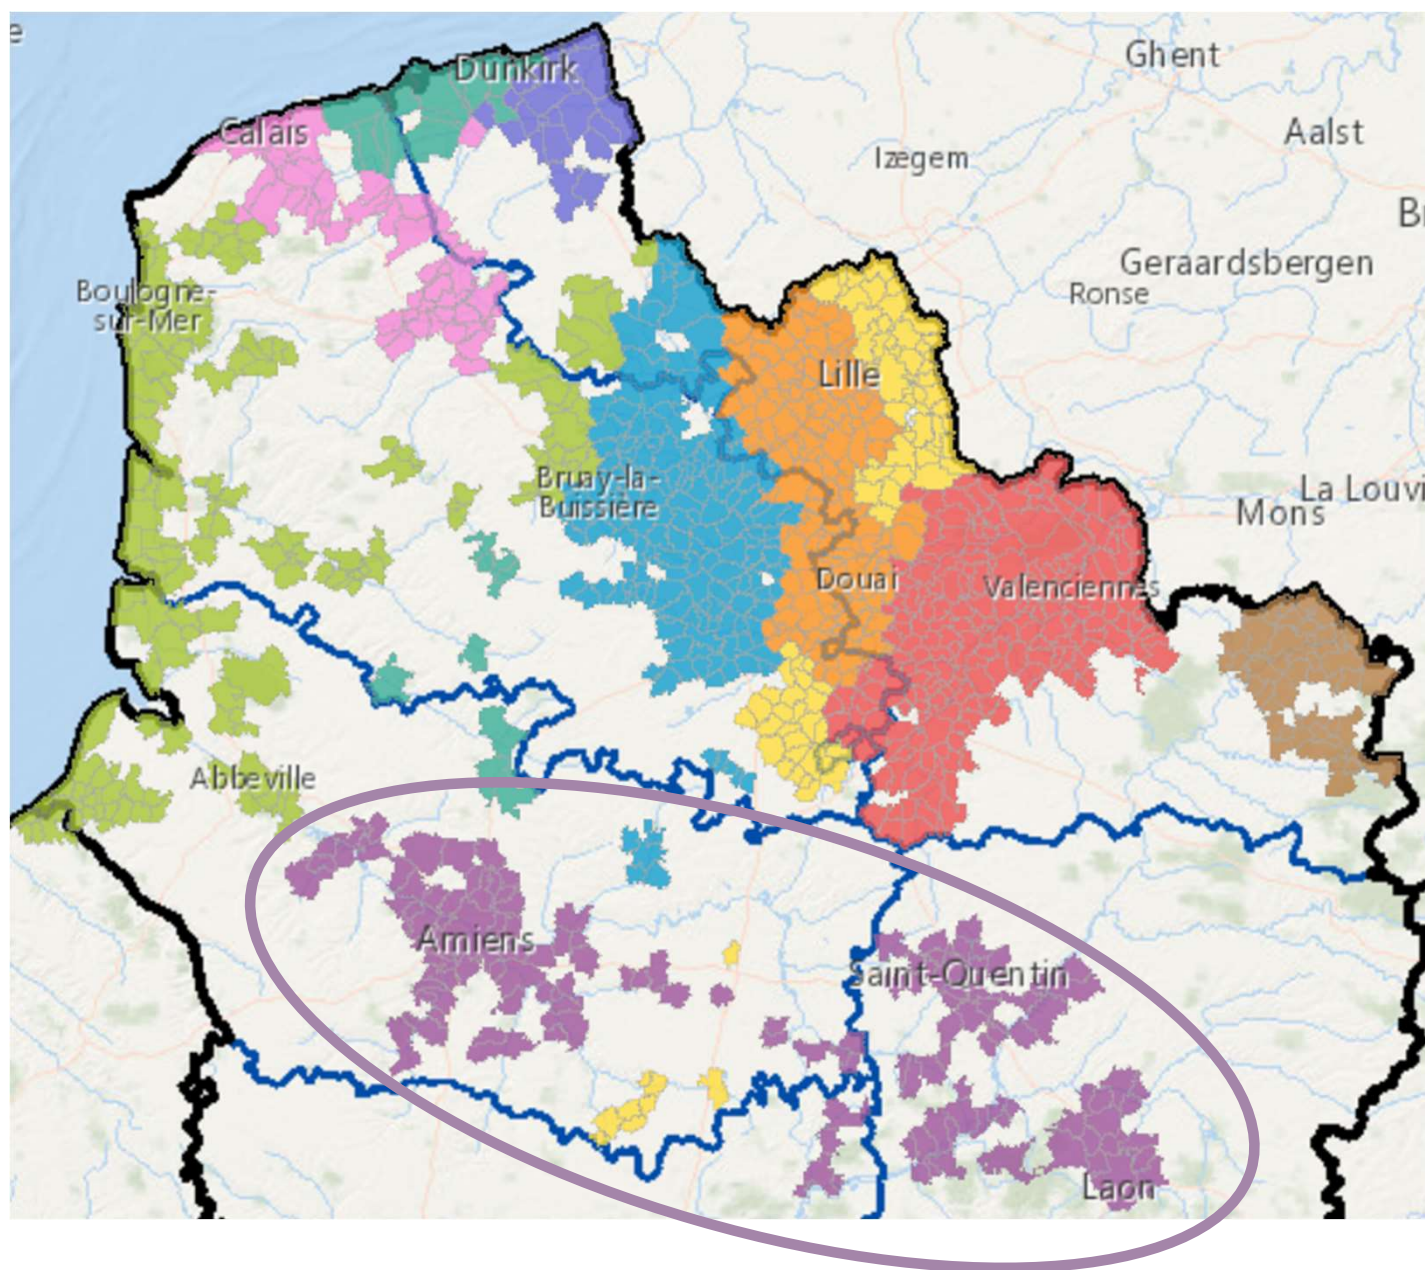 e
Dunkirk
Ghent
Calais
Aalst
Izegem
Br
Geraardsbergen
Ronse
Boulogne-
sur-Mer
Lille
Bruay-la-
Buissière
La Louvi
Mons
Douai
Valenciennes
Abbeville
Amiens
Saint-Quentin
Laon